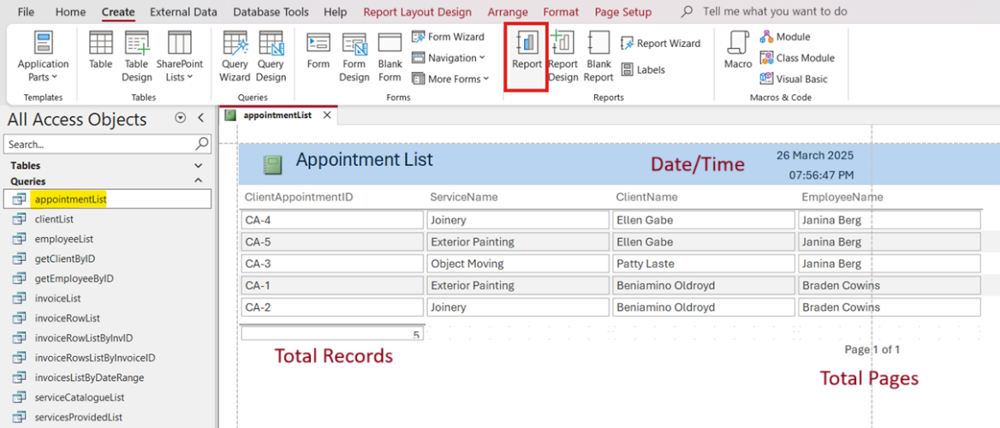 File Home Create External Data Database Tools Help Report Layout Design Arrange Format Page Setup Tell me what you want to do
Application Parts
Table
Table Design
SharePoint Lists
Query Wizard
Query Design
Form
Form Design
Blank Form
Form Wizard
Navigation
More Forms
Report
Report Design
Blank Report
Report Wizard
Labels
Macro
Module
Class Module
Visual Basic
Templates Tables Queries Forms Reports Macros & Code
All Access Objects
Search...
Tables
Queries
appointmentList
clientList
employeeList
getClientByID
getEmployeeByID
invoiceList
invoiceRowList
invoiceRowListByInvID
invoiceRowsListByInvoiceID
invoicesListByDateRange
serviceCatalogueList
servicesProvidedList
appointmentList
Appointment List
Date/Time
26 March 2025
07:56:47 PM
ClientAppointmentID ServiceName ClientName EmployeeName
CA-4 Joinery Ellen Gabe Janina Berg
CA-5 Exterior Painting Ellen Gabe Janina Berg
CA-3 Object Moving Patty Laste Janina Berg
CA-1 Exterior Painting Beniamino Oldroyd Braden Cowins
CA-2 Joinery Beniamino Oldroyd Braden Cowins
5
Total Records
Page 1 of 1
Total Pages